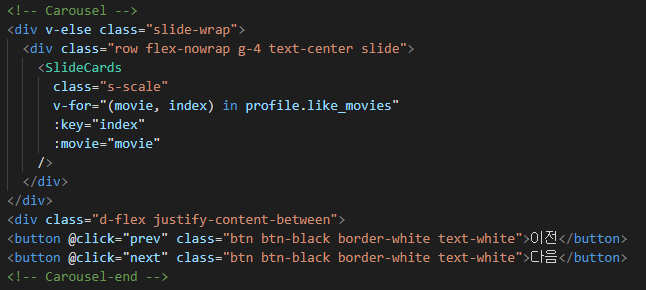 <!-- Carousel -->
<div v-else class="slide-wrap">
<div class="row flex-nowrap g-4 text-center slide">
<SlideCards
class="s-scale"
v-for="(movie, index) in profile.like_movies"
:key="index"
:movie="movie"
/>
</div>
</div>
<div class="d-flex justify-content-between">
<button @click="prev" class="btn btn-black border-white text-white">이전</button>
<button @click="next" class="btn btn-black border-white text-white">다음</button>
<!-- Carousel-end -->